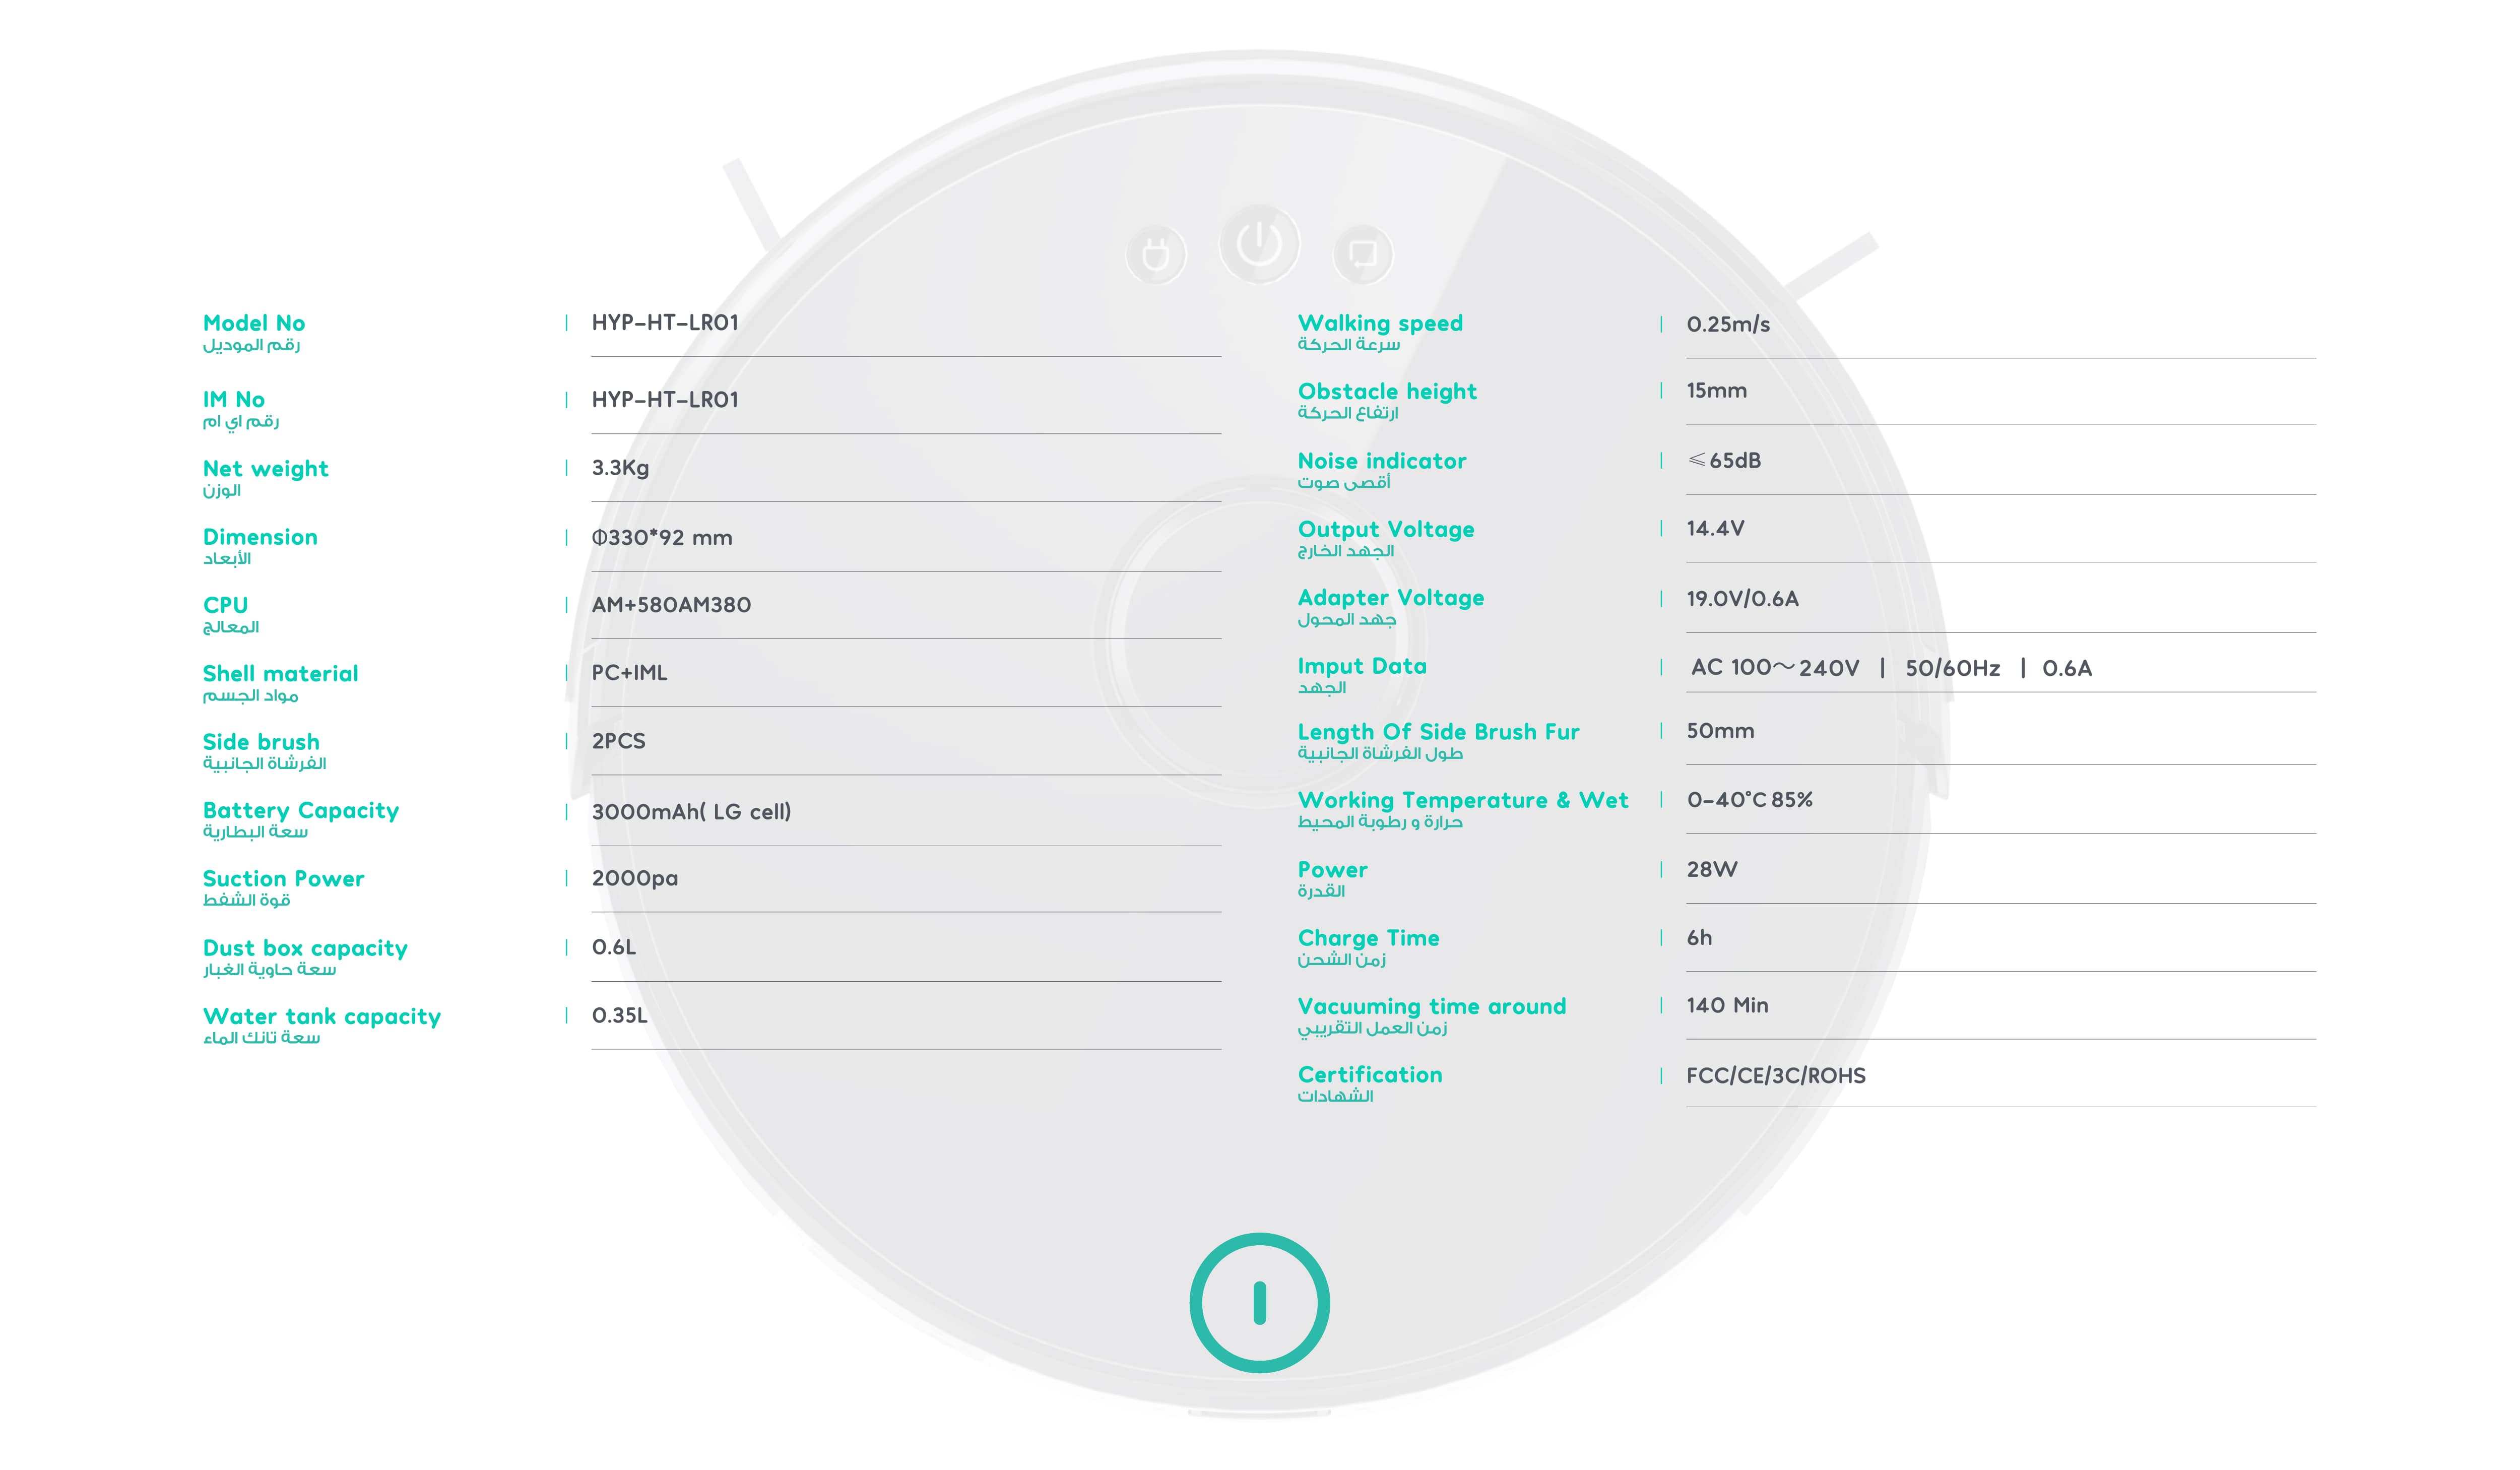 Model No | HYP-HT-LR01
رقم الموديل
IM No | HYP-HT-LR01
رقم اي ام
Net weight | 3.3Kg
الوزن
Dimension | Φ330*92 mm
الأبعاد
CPU | AM+580AM380
المعالج
Shell material | PC+IML
مواد الجسم
Side brush | 2PCS
الفرشاة الجانبية
Battery Capacity | 3000mAh( LG cell)
سعة البطارية
Suction Power | 2000pa
قوة الشفط
Dust box capacity | 0.6L
سعة حاوية الغبار
Water tank capacity | 0.35L
سعة تانك الماء
Walking speed | 0.25m/s
سرعة الحركة
Obstacle height | 15mm
ارتفاع الحركة
Noise indicator | ≤65dB
أقصى صوت
Output Voltage | 14.4V
الجهد الخارج
Adapter Voltage | 19.0V/0.6A
جهد المحول
Imput Data | AC 100～240V | 50/60Hz | 0.6A
الجهد
Length Of Side Brush Fur | 50mm
طول الفرشاة الجانبية
Working Temperature & Wet | 0-40°C 85%
حرارة و رطوبة المحيط
Power | 28W
القدرة
Charge Time | 6h
زمن الشحن
Vacuuming time around | 140 Min
زمن العمل التقريبي
Certification | FCC/CE/3C/ROHS
الشهادات